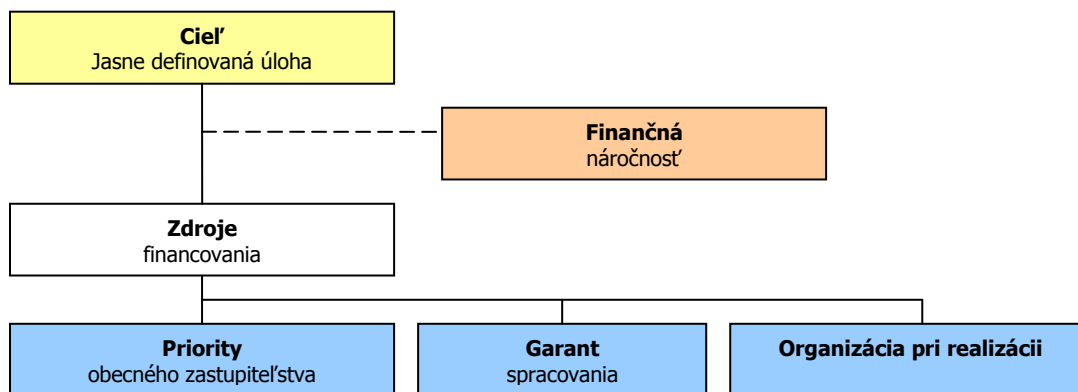 Cieľ
Jasne definovaná úloha
Finančná
náročnosť
Zdroje
financovania
Priority
obecného zastupiteľstva
Garant
spracovania
Organizácia pri realizácii